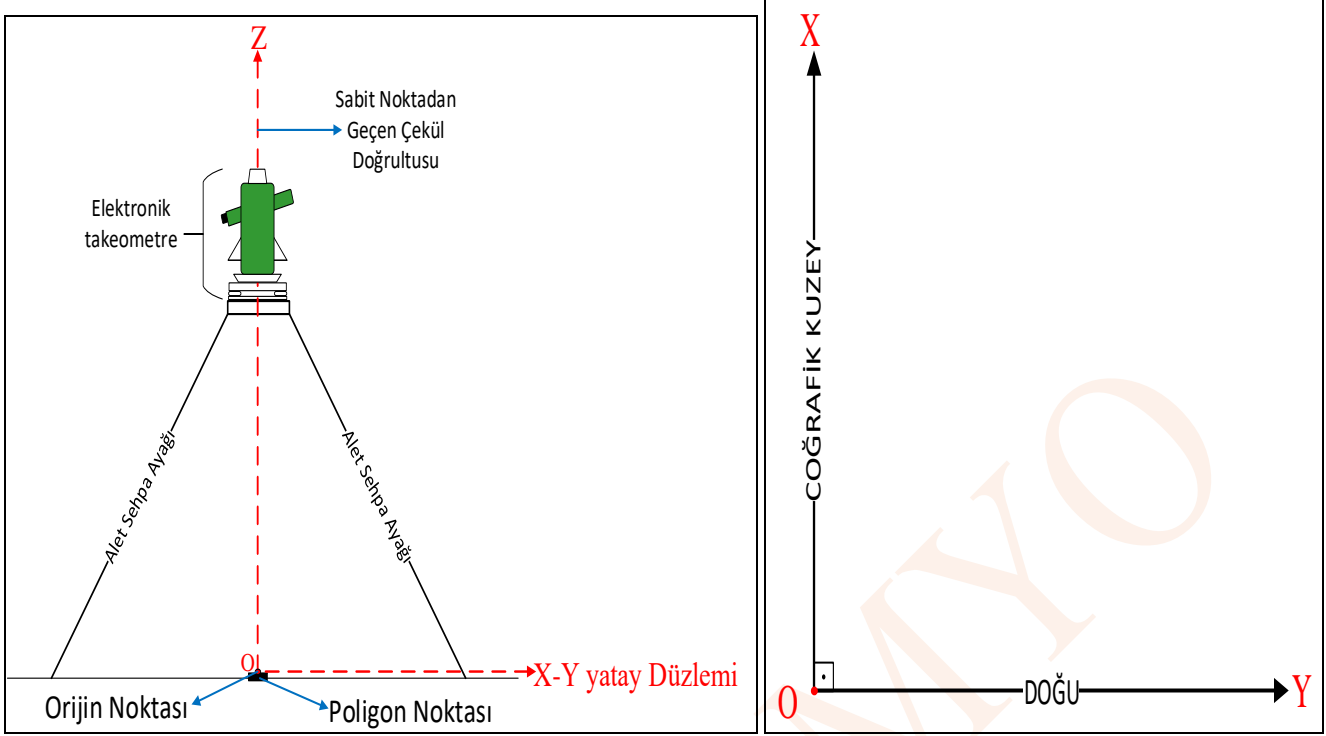 Z
Sabit Noktadan
Geçen Çekül
Doğrultusu
Elektronik
takeometre
Alet Sehpa Ayağı
Alet Sehpa Ayağı
O
X-Y yatay Düzlemi
Orijin Noktası
Poligon Noktası
X
COĞRAFİK KUZEY
O
DOĞU
Y
MYO